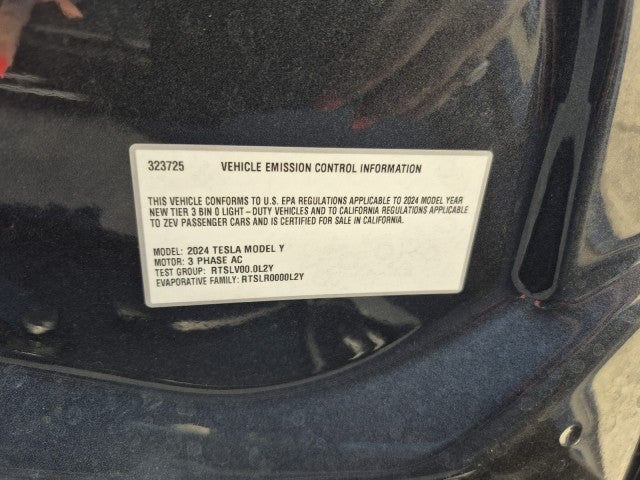 323725 VEHICLE EMISSION CONTROL INFORMATION
THIS VEHICLE CONFORMS TO U.S. EPA REGULATIONS APPLICABLE TO 2024 MODEL YEAR
NEW TIER 3 BIN 0 LIGHT-DUTY VEHICLES AND TO CALIFORNIA REGULATIONS APPLICABLE
TO ZEV PASSENGER CARS AND IS CERTIFIED FOR SALE IN CALIFORNIA.
MODEL: 2024 TESLA MODEL Y
MOTOR: 3 PHASE AC
TEST GROUP: RTSLV00.0L2Y
EVAPORATIVE FAMILY: RTSLR0000L2Y